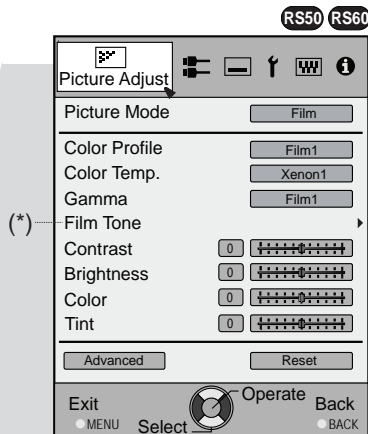 RS50 RS60
Picture Adjust
Picture Mode Film
Color Profile Film1
Color Temp. Xenon1
Gamma Film1
(*) Film Tone
Contrast 0
Brightness 0
Color 0
Tint 0
Advanced Reset
Exit Operate Back
MENU Select BACK